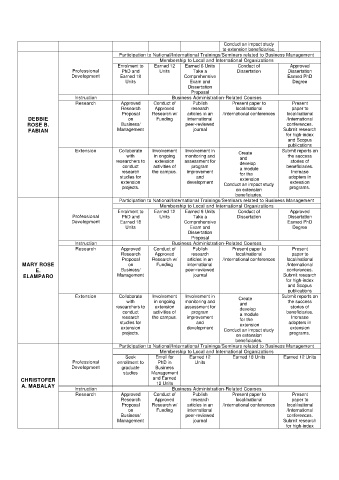 Conduct an impact study
to extension beneficiaries.
Participation to National/International Trainings/Seminars related to Business Management
Membership to Local and International Organizations
DEBBIE
ROSE B.
FABIAN
Professional
Development
Enrolment to
PhD and
Earned 18
Units
Earned 12
Units
Earned 6 Units
Take a
Comprehensive
Exam and
Dissertation
Proposal
Conduct of
Dissertation
Approved
Dissertation
Earned PhD
Degree
Instruction
Business Administration Related Courses
Research
Approved
Research
Proposal
on
Business/
Management
Conduct of
Approved
Research w/
Funding
Publish
research
articles in an
international
peer-reviewed
journal
Present paper to
local/national
/international conferences
Present
paper to
local/national
/international
conferences.
Submit research
for high index
and Scopus
publications
Extension
Collaborate
with
researchers to
conduct
research
studies for
extension
projects.
Involvement
in ongoing
extension
activities of
the campus.
Involvement in
monitoring and
assessment for
program
improvement
and
development
Create
and
develop
a module
for the
extension
Conduct an impact study
on extension
beneficiaries.
Submit reports on
the success
stories of
beneficiaries.
Increase
adopters in
extension
programs.
Participation to National/International Trainings/Seminars related to Business Management
Membership to Local and International Organizations
MARY ROSE
E.
ELAMPARO
Professional
Development
Enrolment to
PhD and
Earned 18
Units
Earned 12
Units
Earned 6 Units
Take a
Comprehensive
Exam and
Dissertation
Proposal
Conduct of
Dissertation
Approved
Dissertation
Earned PhD
Degree
Instruction
Business Administration Related Courses
Research
Approved
Research
Proposal
on
Business/
Management
Conduct of
Approved
Research w/
Funding
Publish
research
articles in an
international
peer-reviewed
journal
Present paper to
local/national
/international conferences
Present
paper to
local/national
/international
conferences.
Submit research
for high index
and Scopus
publications
Extension
Collaborate
with
researchers to
conduct
research
studies for
extension
projects.
Involvement
in ongoing
extension
activities of
the campus.
Involvement in
monitoring and
assessment for
program
improvement
and
development
Create
and
develop
a module
for the
extension
Conduct an impact study
on extension
beneficiaries.
Submit reports on
the success
stories of
beneficiaries.
Increase
adopters in
extension
programs.
Participation to National/International Trainings/Seminars related to Business Management
Membership to Local and International Organizations
CHRISTOFER
A. MABALAY
Professional
Development
Seek
enrolment to
graduate
studies
Enroll for
PhD in
Business
Management
and Earned
12 Units
Earned 12
Units
Earned 18 Units
Earned 12 Units
Instruction
Business Administration Related Courses
Research
Approved
Research
Proposal
on
Business/
Management
Conduct of
Approved
Research w/
Funding
Publish
research
articles in an
international
peer-reviewed
journal
Present paper to
local/national
/international conferences
Present
paper to
local/national
/international
conferences.
Submit research
for high index